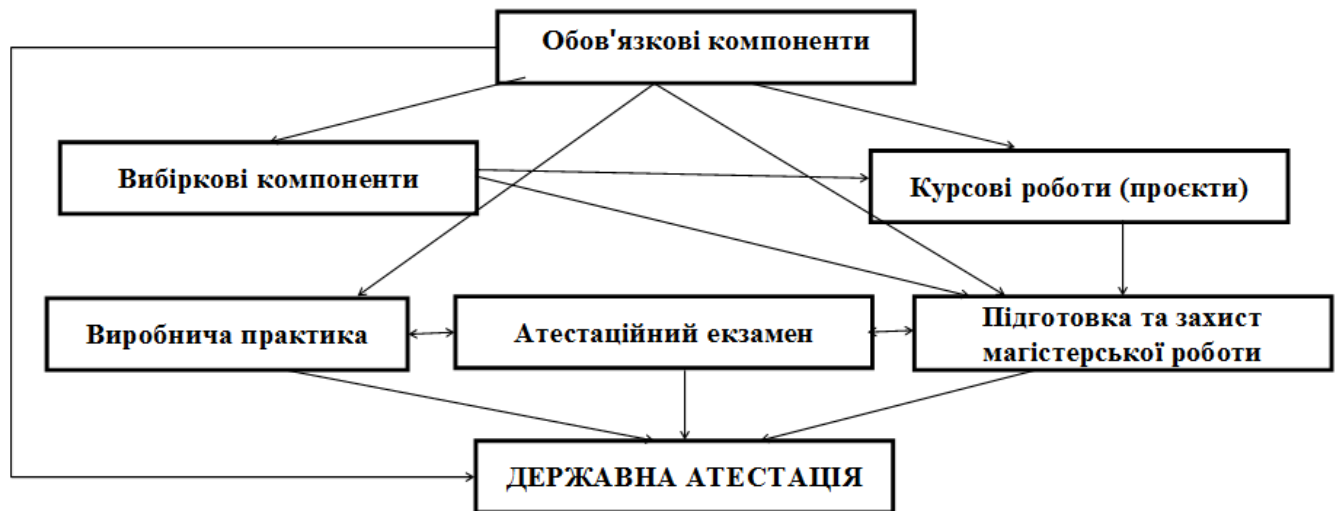 Обов'язкові компоненти
Вибіркові компоненти
Курсові роботи (проєкти)
Виробнича практика
Атестаційний екзамен
Підготовка та захист
магістерської роботи
ДЕРЖАВНА АТЕСТАЦІЯ